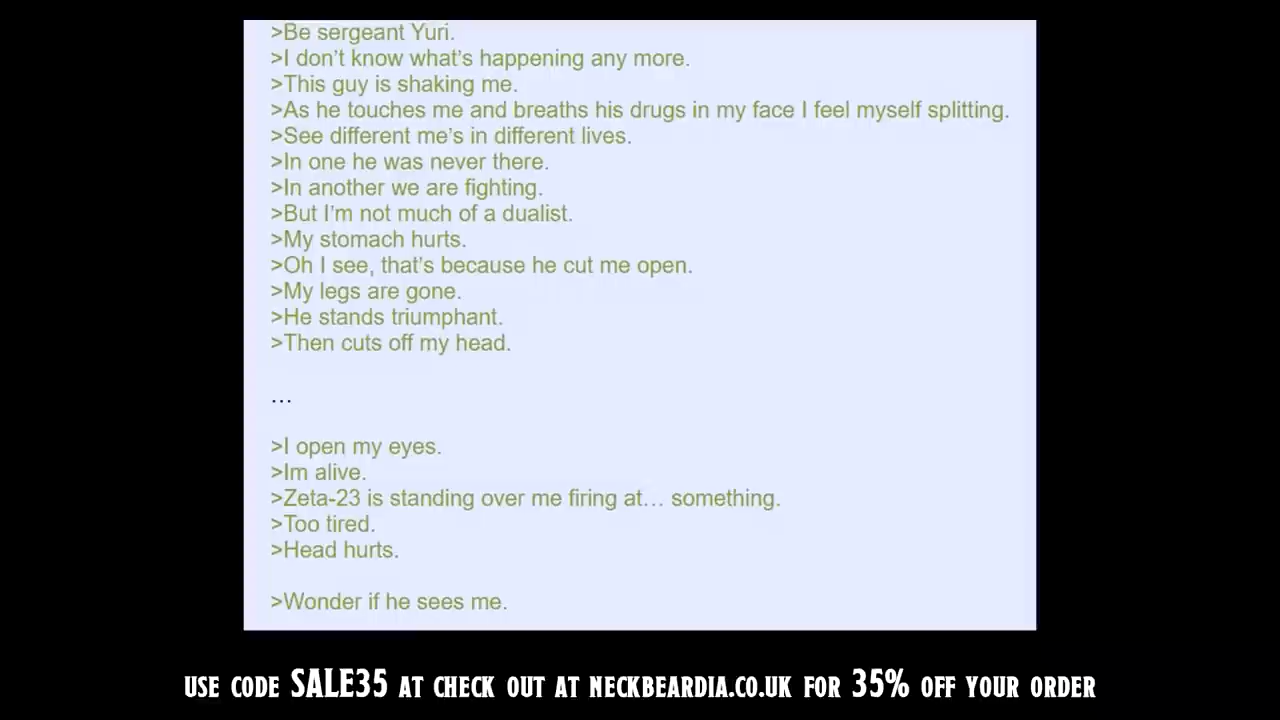 >Be sergeant Yuri.
>I don’t know what’s happening any more.
>This guy is shaking me.
>As he touches me and breaths his drugs in my face I feel myself splitting.
>See different me’s in different lives.
>In one he was never there.
>In another we are fighting.
>But I’m not much of a dualist.
>My stomach hurts.
>Oh I see, that’s because he cut me open.
>My legs are gone.
>He stands triumphant.
>Then cuts off my head.
…
>I open my eyes.
>Im alive.
>Zeta-23 is standing over me firing at… something.
>Too tired.
>Head hurts.
>Wonder if he sees me.
USE CODE SALE35 AT CHECK OUT AT NECKBEARDIA.CO.UK FOR 35% OFF YOUR ORDER